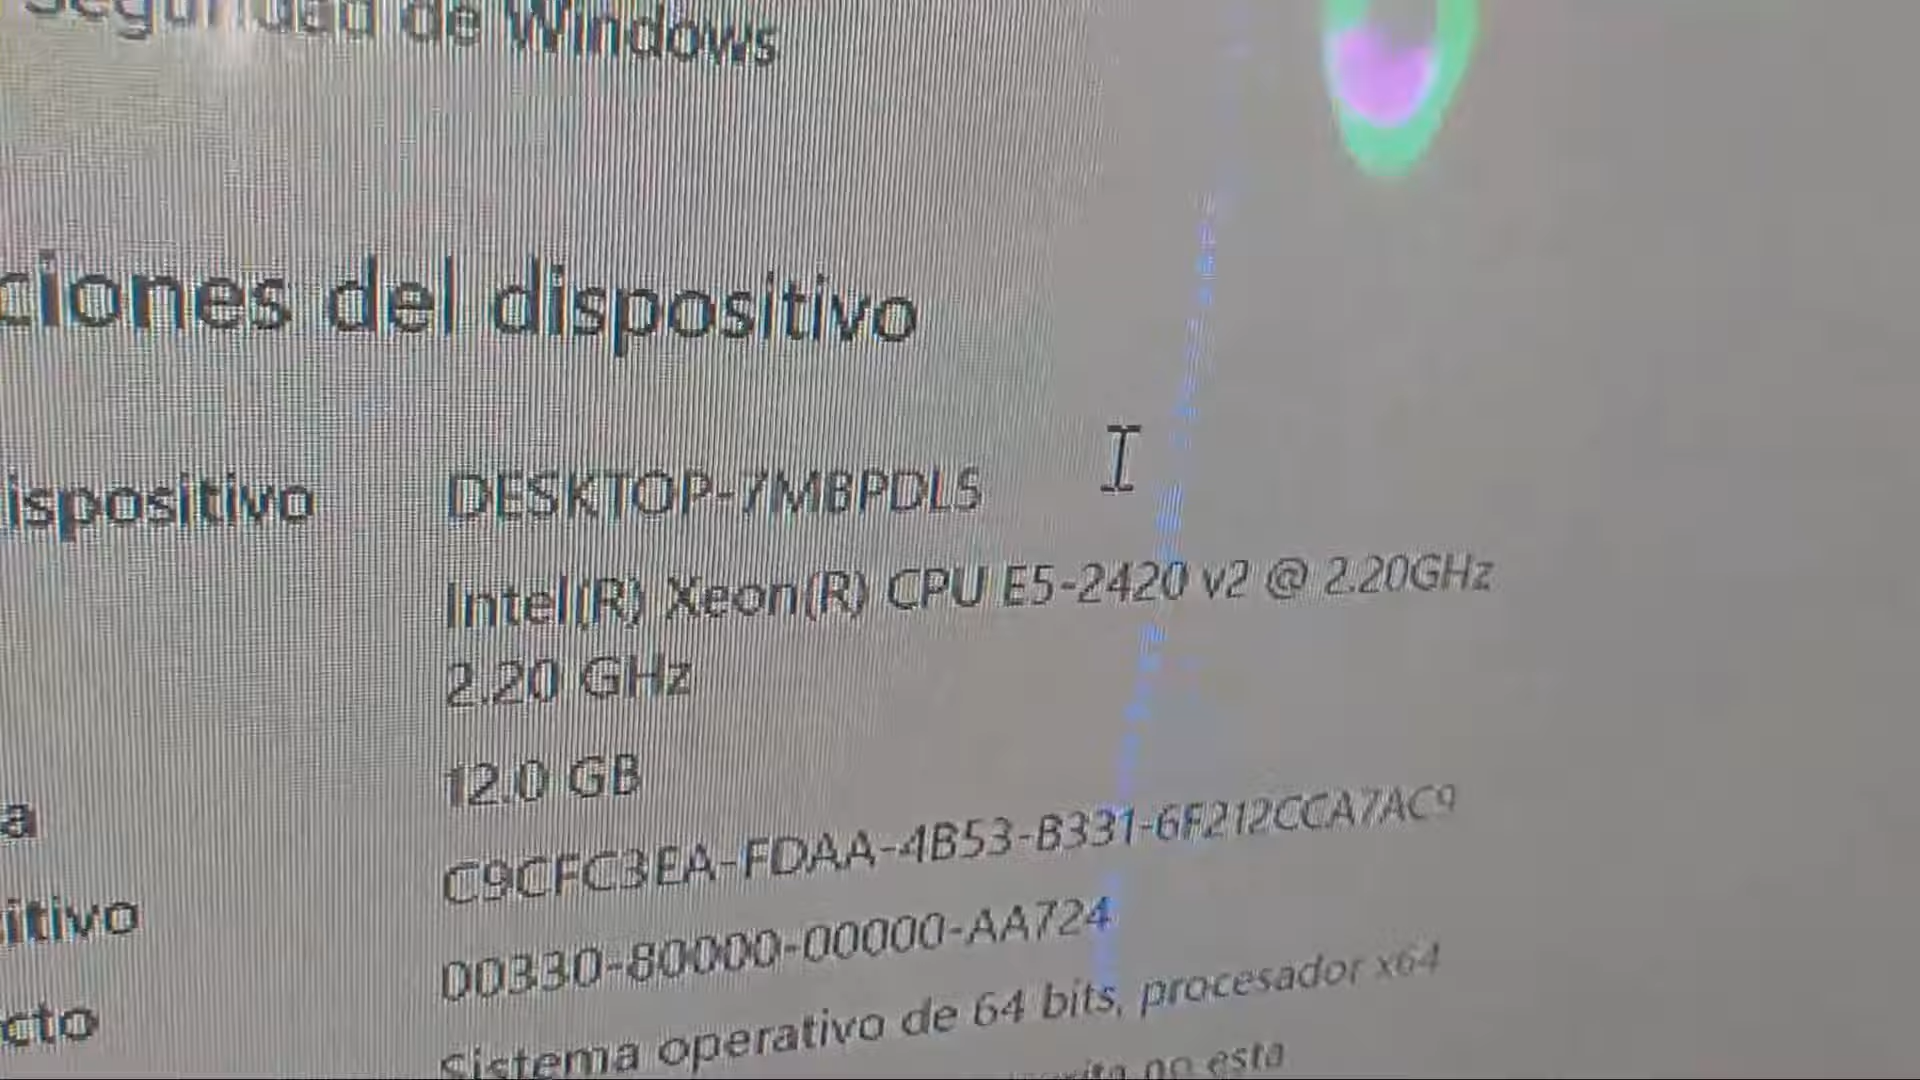 Seguridad de Windows
ciones del dispositivo
ispositivo DESKTOP-7MBPDLS
Intel(R) Xeon(R) CPU E5-2420 v2 @ 2.20GHz
2.20 GHz
12.0 GB
a
C9CFC3EA-FDAA-4B53-B331-6F212CCA7AC9
itivo
00330-80000-00000-AA724
cto
Sistema operativo de 64 bits, procesador x64
no esta